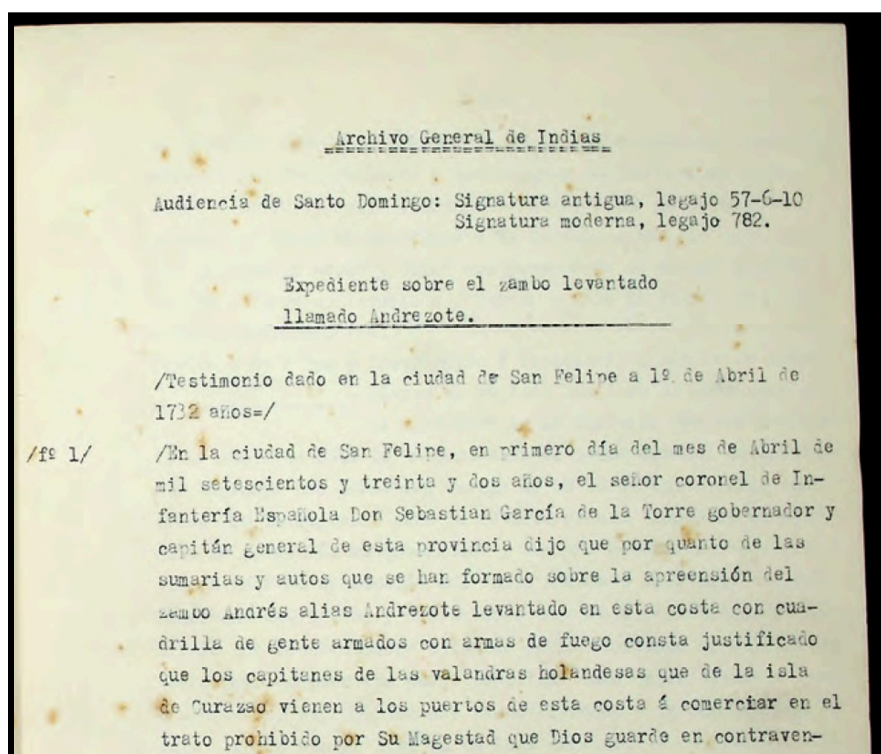 Archivo General de Indias
Audiencia de Santo Domingo: Signatura antigua, legajo 57-6-10
Signatura moderna, legajo 782.
Expediente sobre el zambo levantado
llamado Andrezote.
/Testimonio dado en la ciudad de San Felipe a 1º de Abril de
1732 años=/
/fº 1/ /En la ciudad de San Felipe, en primero día del mes de Abril de
mil setescientos y treinta y dos años, el señor coronel de In-
fantería Española Don Sebastian García de la Torre gobernador y
capitán general de esta provincia dijo que por quanto de las
sumarias y autos que se han formado sobre la apreensión del
zambo Andrés alias Andrezote levantado en esta costa con cua-
drilla de gente armados con armas de fuego consta justificado
que los capitanes de las valandras holandesas que de la isla
de Curazao vienen a los puertos de esta costa á comerciar en el
trato prohibido por Su Magestad que Dios guarde en contraven-